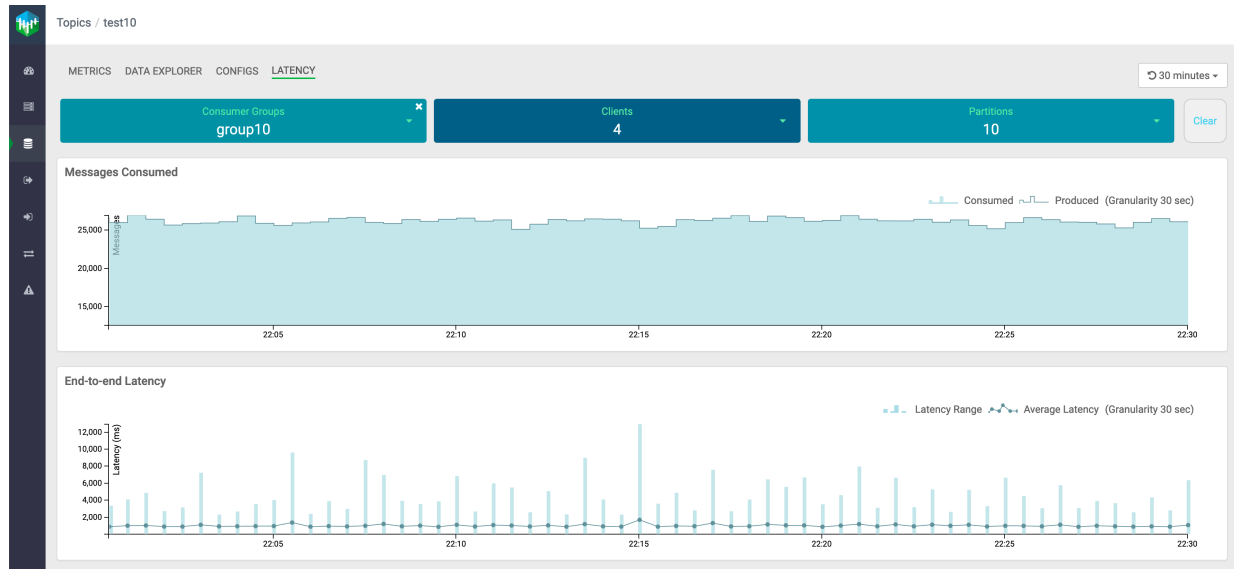 Topics / test10
METRICS DATA EXPLORER CONFIGS LATENCY
30 minutes
Consumer Groups
group10
Clients
4
Partitions
10
Clear
Messages Consumed
Consumed Produced (Granularity 30 sec)
Messages
25,000
20,000
15,000
22:05 22:10 22:15 22:20 22:25 22:30
End-to-end Latency
Latency Range Average Latency (Granularity 30 sec)
Latency (ms)
12,000
10,000
8,000
6,000
4,000
2,000
22:05 22:10 22:15 22:20 22:25 22:30